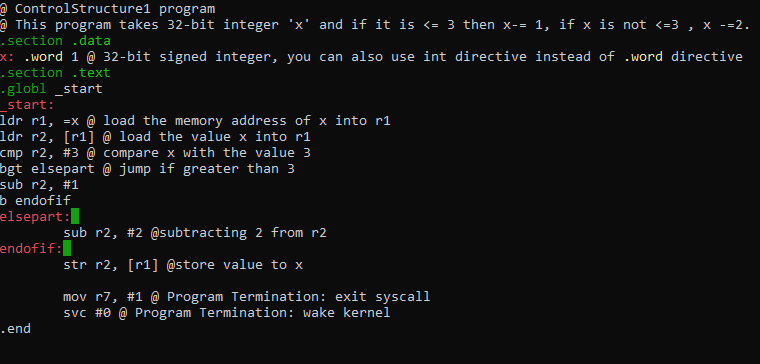 @ ControlStructure1 program
@ This program takes 32-bit integer 'x' and if it is <= 3 then x-= 1, if x is not <=3 , x -=2.
.section .data
x: .word 1 @ 32-bit signed integer, you can also use int directive instead of .word directive
.section .text
.globl _start
_start:
ldr r1, =x @ load the memory address of x into r1
ldr r2, [r1] @ load the value x into r1
cmp r2, #3 @ compare x with the value 3
bgt elsepart @ jump if greater than 3
sub r2, #1
b endofif
elsepart:
        sub r2, #2 @subtracting 2 from r2
endofif:
        str r2, [r1] @store value to x

        mov r7, #1 @ Program Termination: exit syscall
        svc #0 @ Program Termination: wake kernel
.end